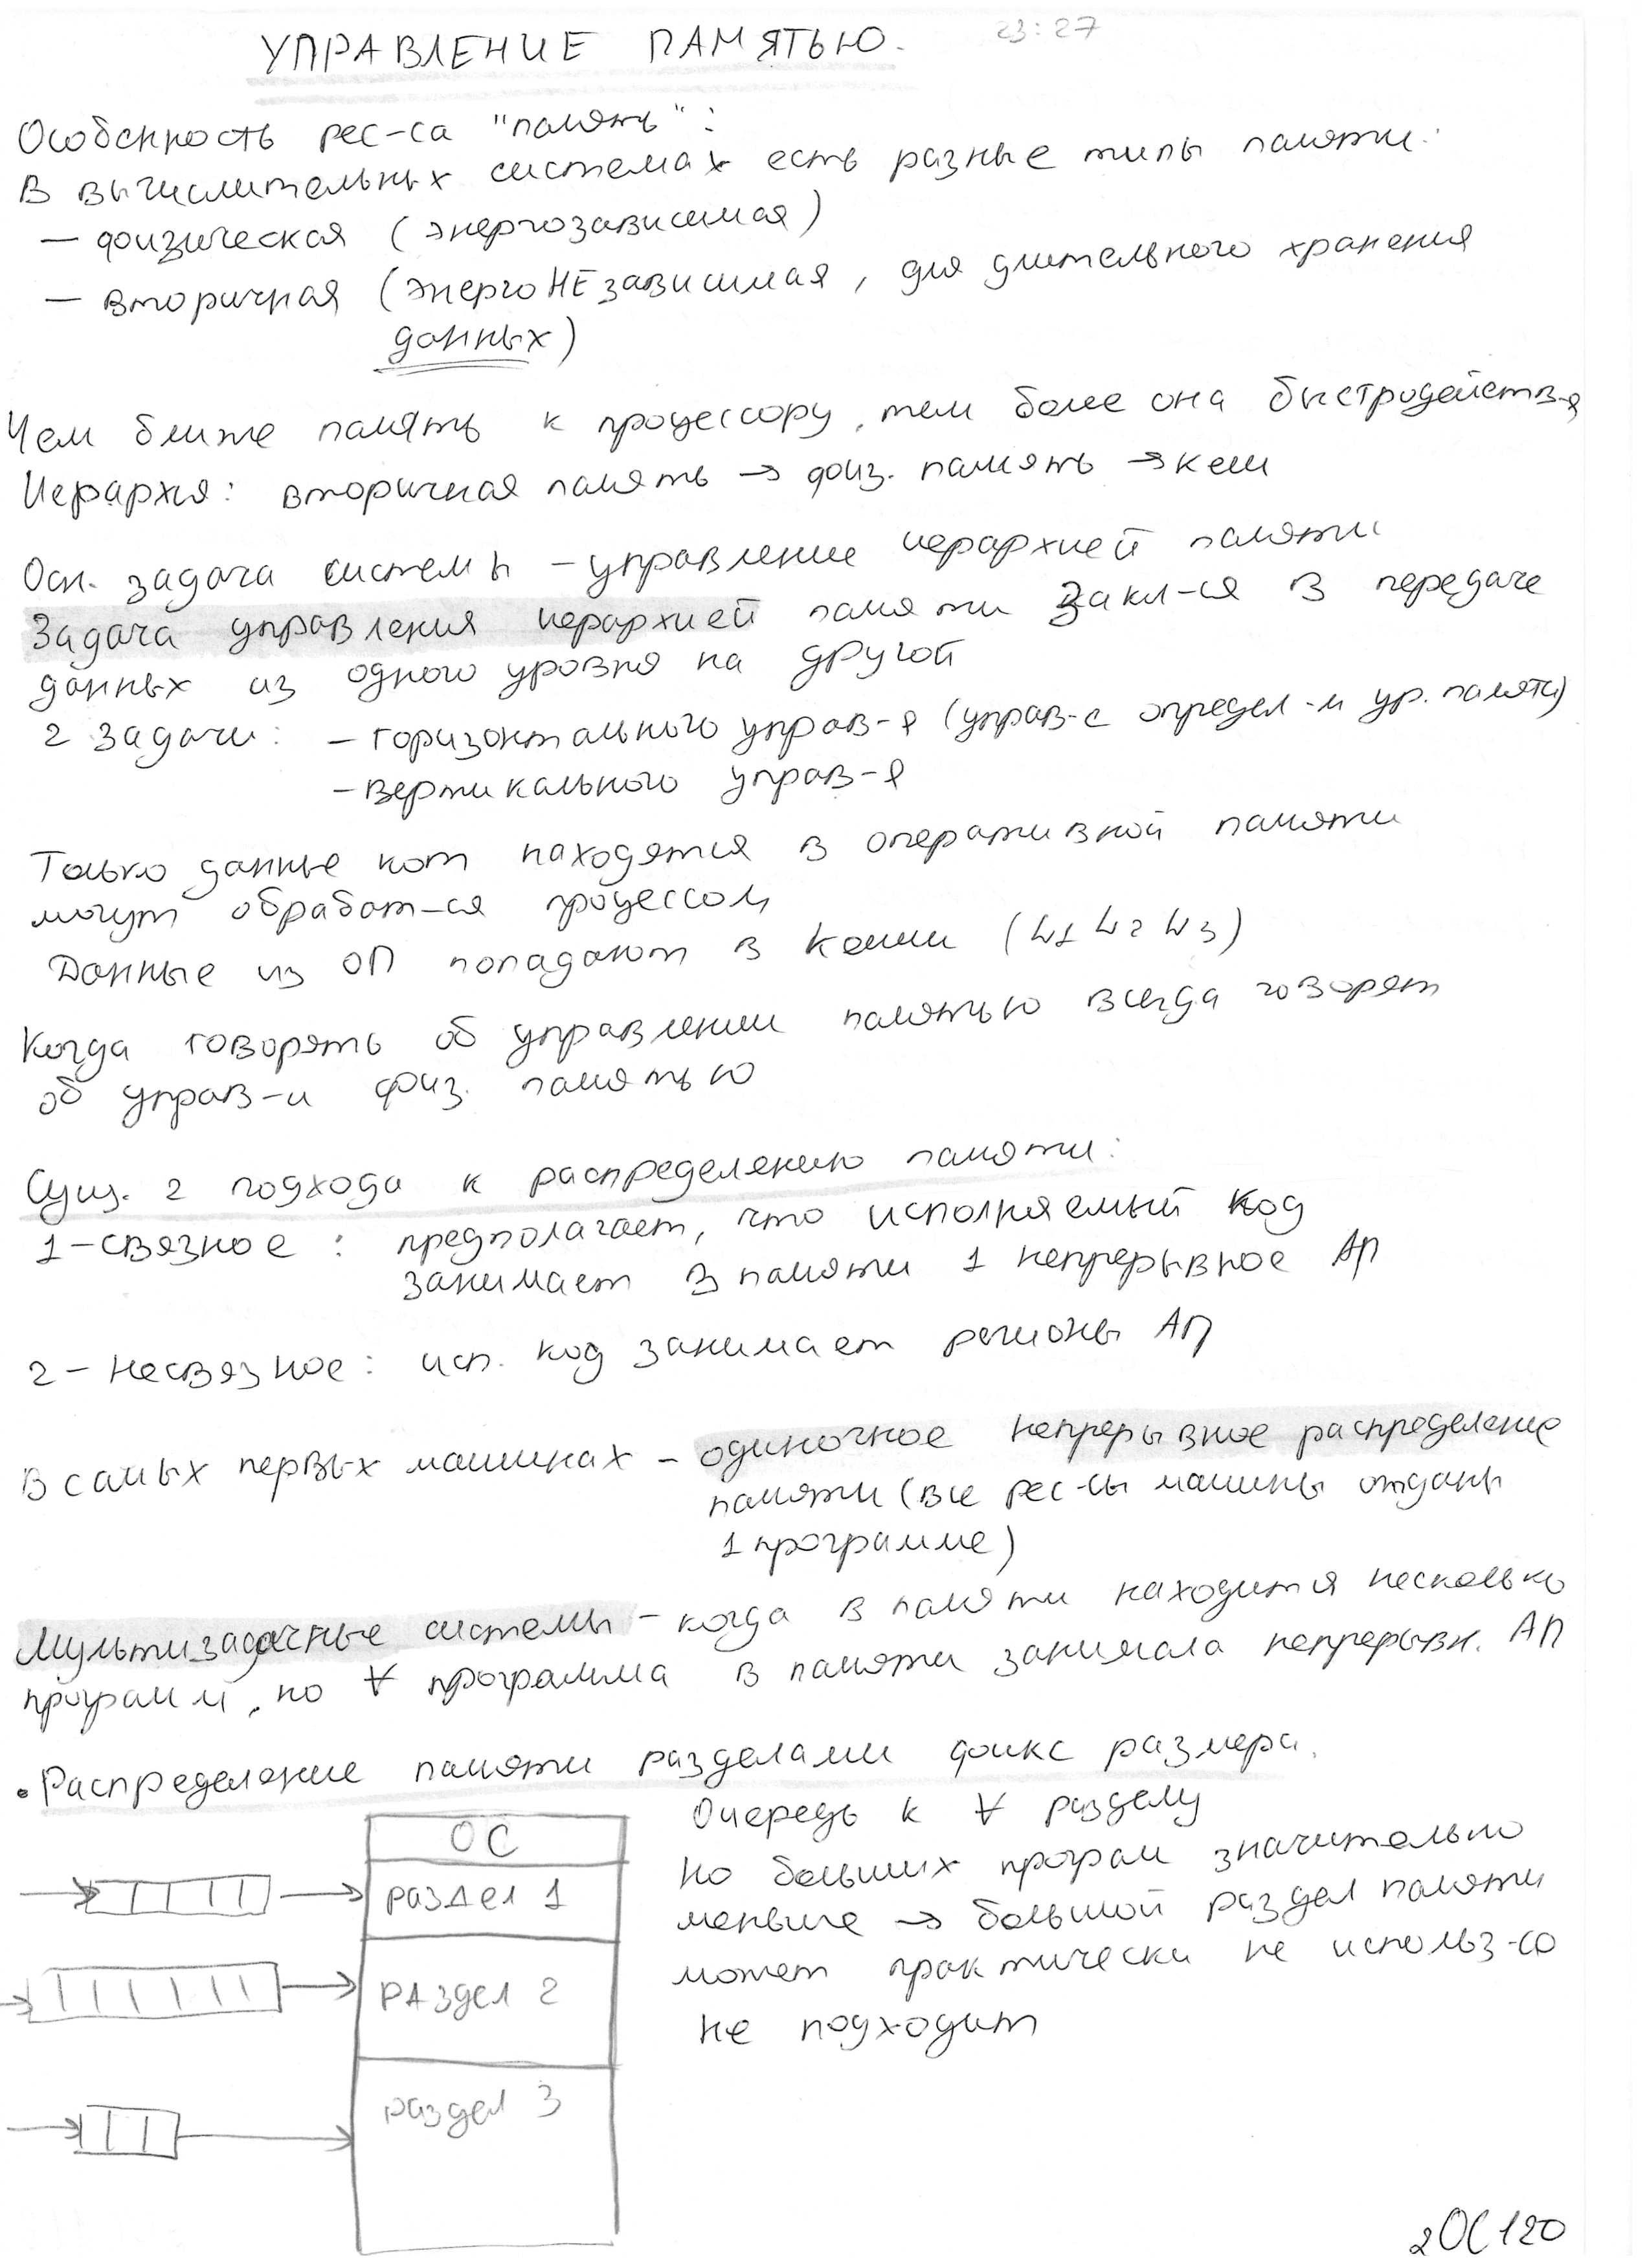 УПРАВЛЕНИЕ ПАМЯТЬЮ. 23:27
Особенность рес-са "память":
В вычислительных системах есть разные типы памяти:
— физическая (энергозависимая)
— вторичная (энергоНЕзависимая, для длительного хранения
данных)
Чем ближе память к процессору, тем более она быстродейств-я
Иерархия: вторичная память → физ. память → кеш
Осн. задача системы - управление иерархией памяти
Задача управления иерархией памяти закл-ся в передаче
данных из одного уровня на другой
2 задачи: - горизонтального управ-я (управ-е определ-м ур. памяти)
- вертикального управ-я
Только данные кот находятся в оперативной памяти
могут обработ-ся процессом
Данные из ОП попадают в кеши (L1 L2 L3)
Когда говорять об управлении памятью всегда говорят
об управ-и физ. памятью
Сущ. 2 подхода к распределению памяти:
1 - связное: предполагает, что исполняемый код
занимает в памяти 1 непрерывное АП
2 - несвязное: исп. код занимает регионы АП
В самых первых машинах - одиночное непрерывное распределение
памяти (все рес-сы машины отданы
1 программе)
Мультизадачные системы - когда в памяти находится несколько
программ, но ∀ программа в памяти занимала непрерывн. АП
• Распределение памяти разделами фикс размера.
ОС
раздел 1
раздел 2
раздел 3
Очередь к ∀ разделу
Но больших програм значительно
меньше → большой раздел памяти
может практически не использ-ся
не подходит
2ОС120